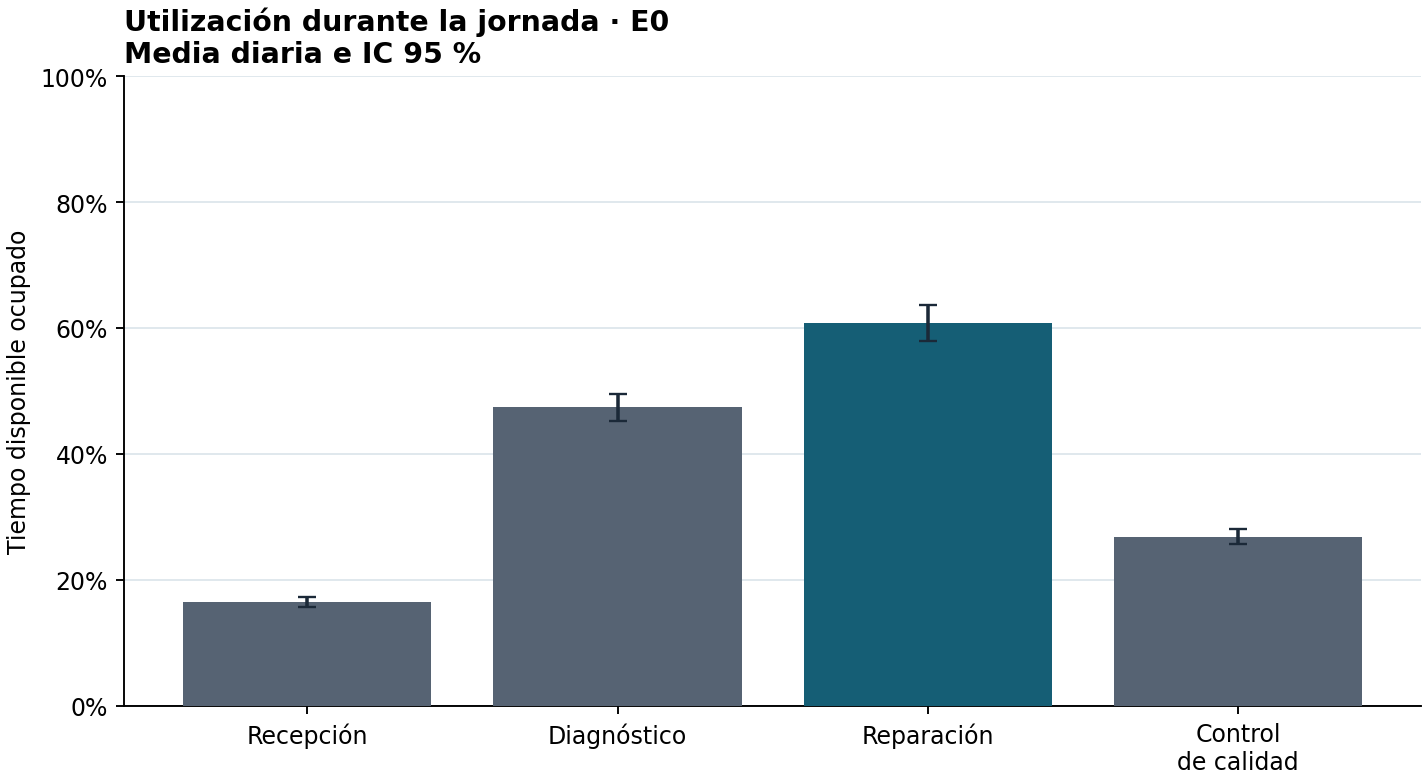 Utilización durante la jornada · E0
Media diaria e IC 95 %
Tiempo disponible ocupado
100%
80%
60%
40%
20%
0%
Recepción
Diagnóstico
Reparación
Control
de calidad